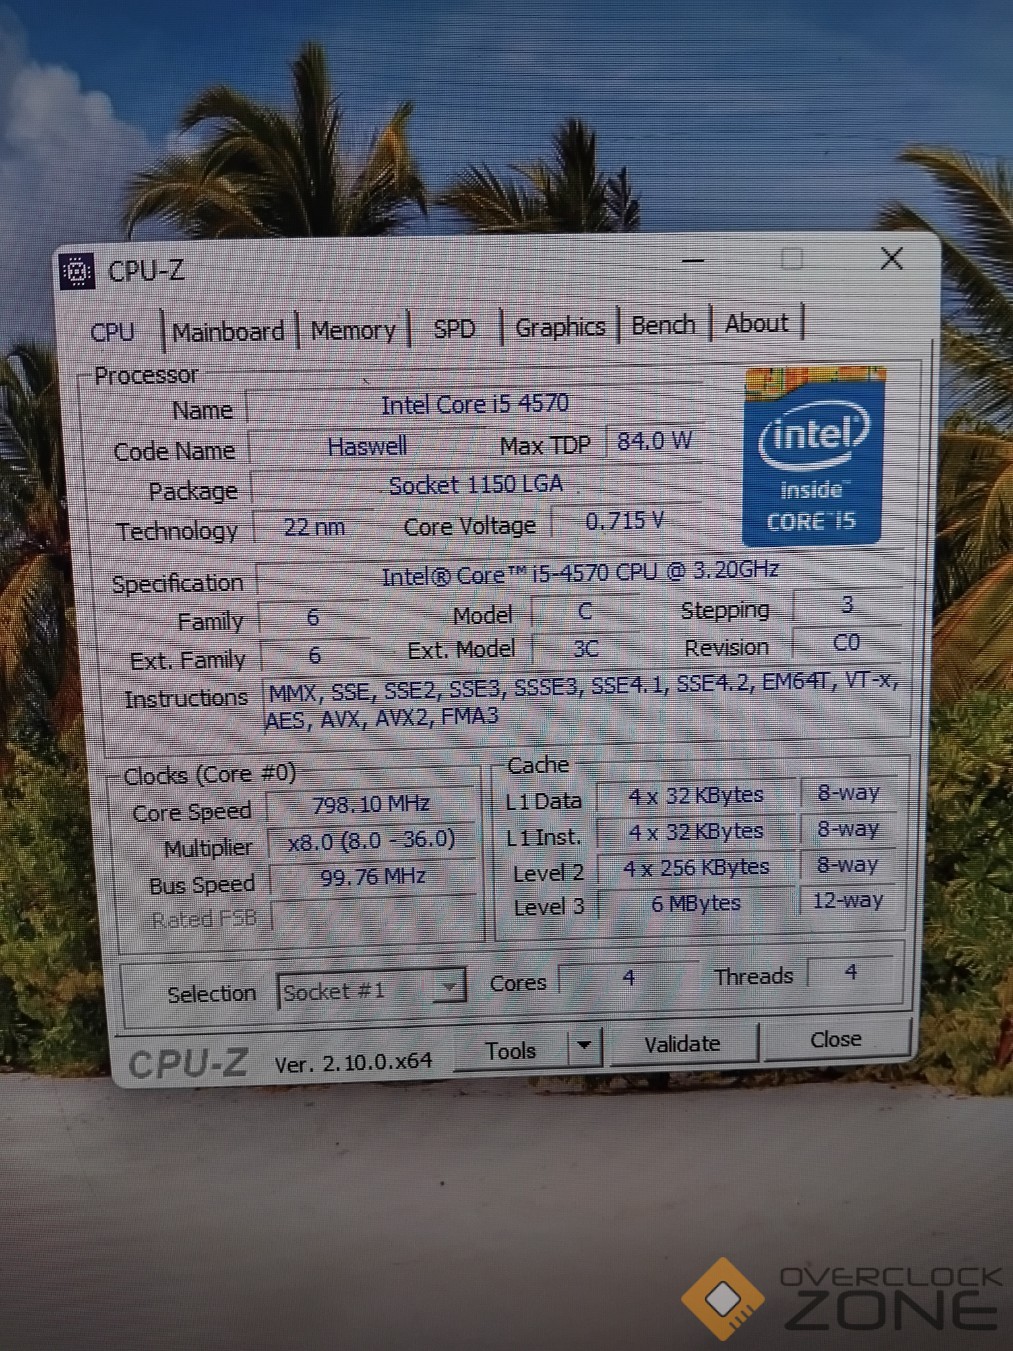 CPU-Z
CPU Mainboard Memory SPD Graphics Bench About
Processor
Name Intel Core i5 4570
Code Name Haswell Max TDP 84.0 W
Package Socket 1150 LGA
Technology 22 nm Core Voltage 0.715 V
intel
inside™
CORE™ i5
Specification Intel® Core™ i5-4570 CPU @ 3.20GHz
Family 6 Model C Stepping 3
Ext. Family 6 Ext. Model 3C Revision C0
Instructions MMX, SSE, SSE2, SSE3, SSSE3, SSE4.1, SSE4.2, EM64T, VT-x,
AES, AVX, AVX2, FMA3
Clocks (Core #0)
Core Speed 798.10 MHz
Multiplier x8.0 (8.0 - 36.0)
Bus Speed 99.76 MHz
Rated FSB
Cache
L1 Data 4 x 32 KBytes 8-way
L1 Inst. 4 x 32 KBytes 8-way
Level 2 4 x 256 KBytes 8-way
Level 3 6 MBytes 12-way
Selection Socket #1 Cores 4 Threads 4
CPU-Z Ver. 2.10.0.x64 Tools Validate Close
OVERCLOCK
ZONE